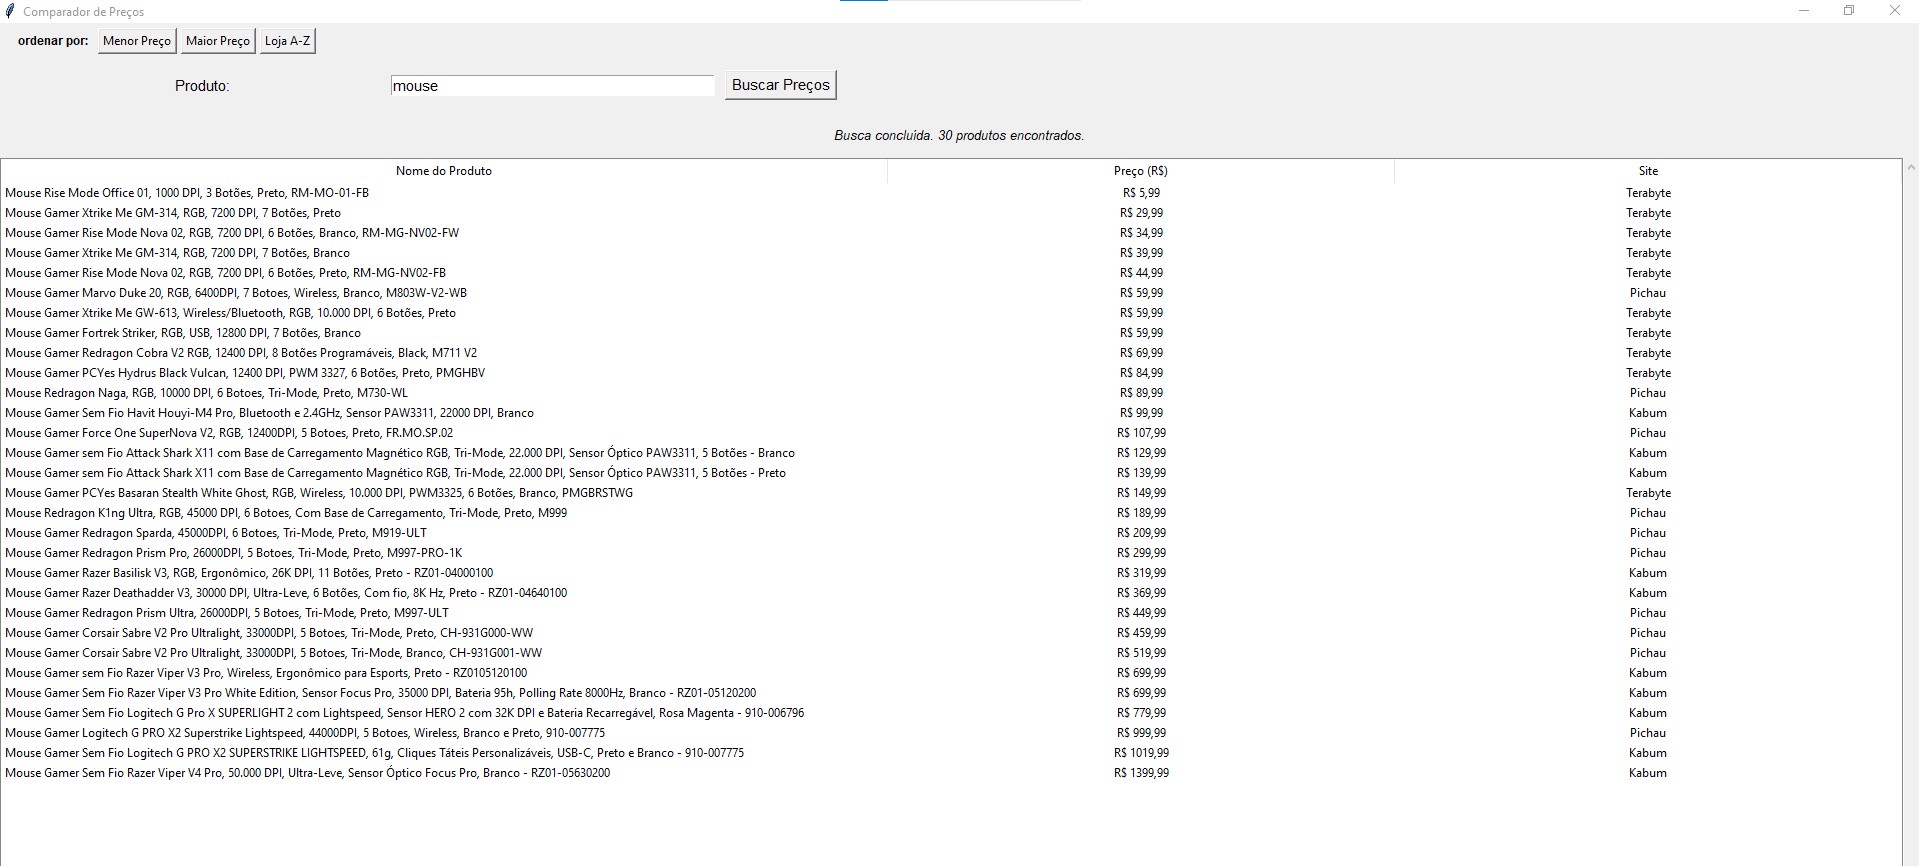 Comparador de Preços
ordenar por: Menor Preço Maior Preço Loja A-Z
Produto: mouse Buscar Preços
Busca concluída. 30 produtos encontrados.
Nome do Produto Preço (R$) Site
Mouse Rise Mode Office 01, 1000 DPI, 3 Botões, Preto, RM-MO-01-FB R$ 5,99 Terabyte
Mouse Gamer Xtrike Me GM-314, RGB, 7200 DPI, 7 Botões, Preto R$ 29,99 Terabyte
Mouse Gamer Rise Mode Nova 02, RGB, 7200 DPI, 6 Botões, Branco, RM-MG-NV02-FW R$ 34,99 Terabyte
Mouse Gamer Xtrike Me GM-314, RGB, 7200 DPI, 7 Botões, Branco R$ 39,99 Terabyte
Mouse Gamer Rise Mode Nova 02, RGB, 7200 DPI, 6 Botões, Preto, RM-MG-NV02-FB R$ 44,99 Terabyte
Mouse Gamer Marvo Duke 20, RGB, 6400DPI, 7 Botoes, Wireless, Branco, M803W-V2-WB R$ 59,99 Pichau
Mouse Gamer Xtrike Me GW-613, Wireless/Bluetooth, RGB, 10.000 DPI, 6 Botões, Preto R$ 59,99 Terabyte
Mouse Gamer Fortrek Striker, RGB, USB, 12800 DPI, 7 Botões, Branco R$ 59,99 Terabyte
Mouse Gamer Redragon Cobra V2 RGB, 12400 DPI, 8 Botões Programáveis, Black, M711 V2 R$ 69,99 Terabyte
Mouse Gamer PCYes Hydrus Black Vulcan, 12400 DPI, PWM 3327, 6 Botões, Preto, PMGHBV R$ 84,99 Terabyte
Mouse Redragon Naga, RGB, 10000 DPI, 6 Botoes, Tri-Mode, Preto, M730-WL R$ 89,99 Pichau
Mouse Gamer Sem Fio Havit Houyi-M4 Pro, Bluetooth e 2.4GHz, Sensor PAW3311, 22000 DPI, Branco R$ 99,99 Kabum
Mouse Gamer Force One SuperNova V2, RGB, 12400DPI, 5 Botoes, Preto, FR.MO.SP.02 R$ 107,99 Pichau
Mouse Gamer sem Fio Attack Shark X11 com Base de Carregamento Magnético RGB, Tri-Mode, 22.000 DPI, Sensor Óptico PAW3311, 5 Botões - Branco R$ 129,99 Kabum
Mouse Gamer sem Fio Attack Shark X11 com Base de Carregamento Magnético RGB, Tri-Mode, 22.000 DPI, Sensor Óptico PAW3311, 5 Botões - Preto R$ 139,99 Kabum
Mouse Gamer PCYes Basaran Stealth White Ghost, RGB, Wireless, 10.000 DPI, PWM3325, 6 Botões, Branco, PMGBRSTWG R$ 149,99 Terabyte
Mouse Redragon K1ng Ultra, RGB, 45000 DPI, 6 Botoes, Com Base de Carregamento, Tri-Mode, Preto, M999 R$ 189,99 Pichau
Mouse Gamer Redragon Sparda, 45000DPI, 6 Botoes, Tri-Mode, Preto, M919-ULT R$ 209,99 Pichau
Mouse Gamer Redragon Prism Pro, 26000DPI, 5 Botoes, Tri-Mode, Preto, M997-PRO-1K R$ 299,99 Pichau
Mouse Gamer Razer Basilisk V3, RGB, Ergonômico, 26K DPI, 11 Botões, Preto - RZ01-04000100 R$ 319,99 Kabum
Mouse Gamer Razer Deathadder V3, 30000 DPI, Ultra-Leve, 6 Botões, Com fio, 8K Hz, Preto - RZ01-04640100 R$ 369,99 Kabum
Mouse Gamer Redragon Prism Ultra, 26000DPI, 5 Botoes, Tri-Mode, Preto, M997-ULT R$ 449,99 Pichau
Mouse Gamer Corsair Sabre V2 Pro Ultralight, 33000DPI, 5 Botoes, Tri-Mode, Preto, CH-931G000-WW R$ 459,99 Pichau
Mouse Gamer Corsair Sabre V2 Pro Ultralight, 33000DPI, 5 Botoes, Tri-Mode, Branco, CH-931G001-WW R$ 519,99 Pichau
Mouse Gamer sem Fio Razer Viper V3 Pro, Wireless, Ergonômico para Esports, Preto - RZ0105120100 R$ 699,99 Kabum
Mouse Gamer Sem Fio Razer Viper V3 Pro White Edition, Sensor Focus Pro, 35000 DPI, Bateria 95h, Polling Rate 8000Hz, Branco - RZ01-05120200 R$ 699,99 Kabum
Mouse Gamer Sem Fio Logitech G Pro X SUPERLIGHT 2 com Lightspeed, Sensor HERO 2 com 32K DPI e Bateria Recarregável, Rosa Magenta - 910-006796 R$ 779,99 Kabum
Mouse Gamer Logitech G PRO X2 Superstrike Lightspeed, 44000DPI, 5 Botoes, Wireless, Branco e Preto, 910-007775 R$ 999,99 Pichau
Mouse Gamer Sem Fio Logitech G PRO X2 SUPERSTRIKE LIGHTSPEED, 61g, Cliques Táteis Personalizáveis, USB-C, Preto e Branco - 910-007775 R$ 1019,99 Kabum
Mouse Gamer Sem Fio Razer Viper V4 Pro, 50.000 DPI, Ultra-Leve, Sensor Óptico Focus Pro, Branco - RZ01-05630200 R$ 1399,99 Kabum